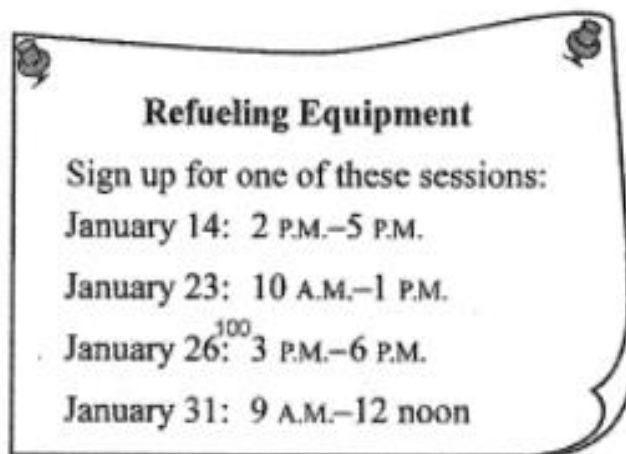 Refueling Equipment
Sign up for one of these sessions:
January 14: 2 P.M.–5 P.M.
January 23: 10 A.M.–1 P.M.
100
January 26: 3 P.M.–6 P.M.
January 31: 9 A.M.–12 noon